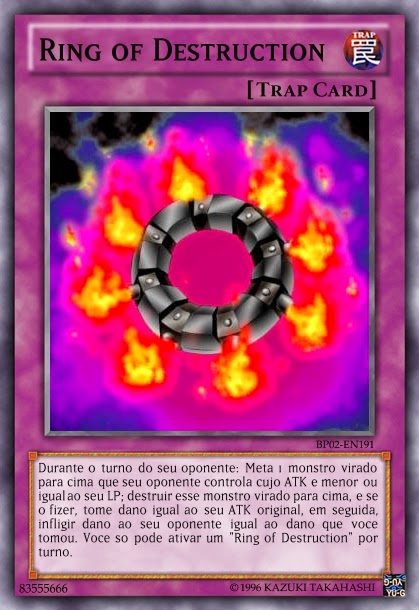 Ring of Destruction
TRAP
罠
[Trap Card]
BP02-EN191
Durante o turno do seu oponente: Meta 1 monstro virado
para cima que seu oponente controla cujo ATK e menor ou
igual ao seu LP; destruir esse monstro virado para cima, e se
o fizer, tome dano igual ao seu ATK original, em seguida,
infligir dano ao seu oponente igual ao dano que voce
tomou. Voce so pode ativar um "Ring of Destruction" por
turno.
83555666
©1996 KAZUKI TAKAHASHI
YU-G